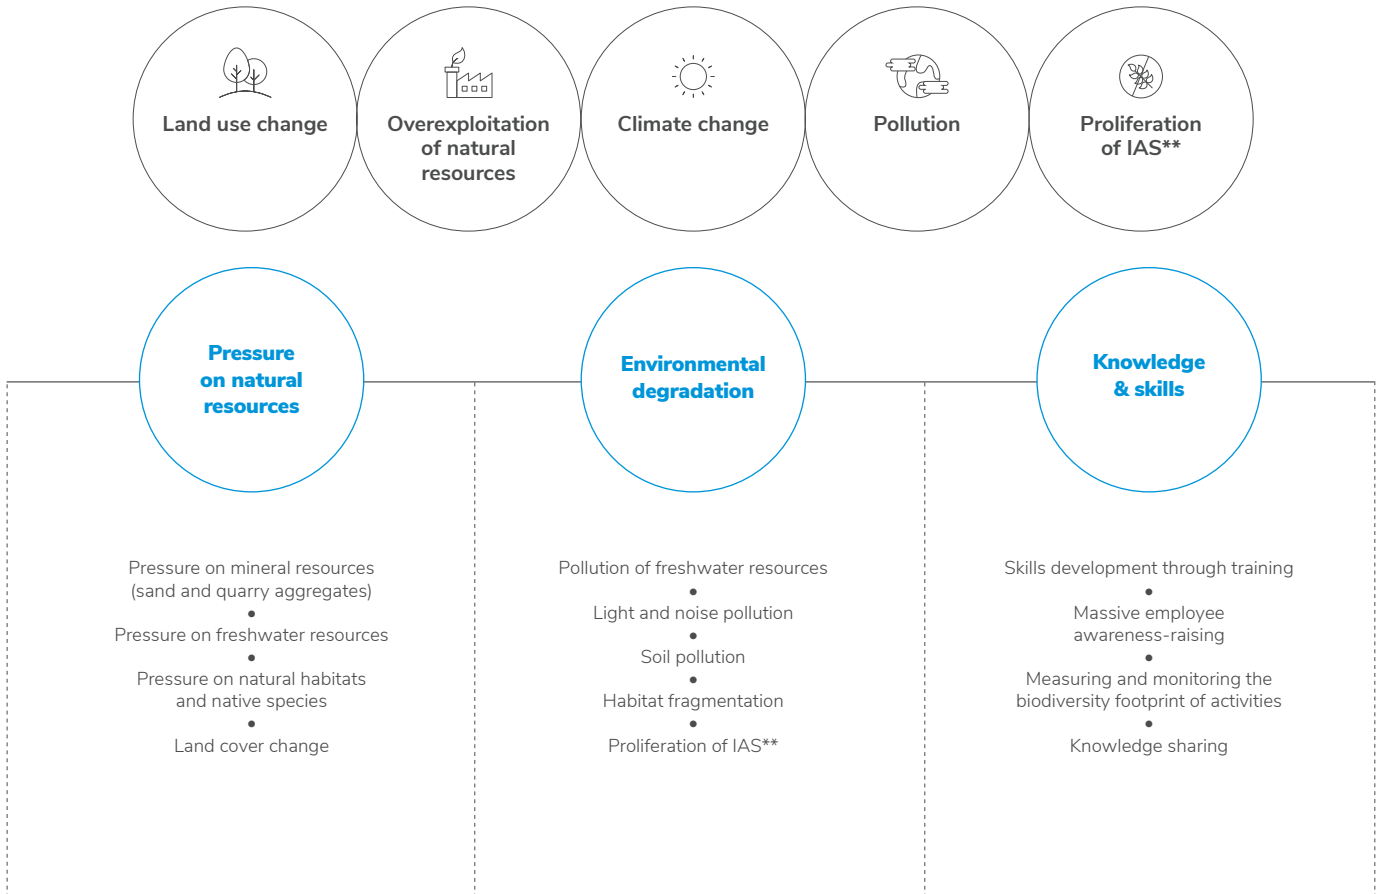 Land use change
Overexploitation
of natural
resources
Climate change
Pollution
Proliferation
of IAS**
Pressure
on natural
resources
Environmental
degradation
Knowledge
& skills
Pressure on mineral resources
(sand and quarry aggregates)
•
Pressure on freshwater resources
•
Pressure on natural habitats
and native species
•
Land cover change
Pollution of freshwater resources
•
Light and noise pollution
•
Soil pollution
•
Habitat fragmentation
•
Proliferation of IAS**
Skills development through training
•
Massive employee
awareness-raising
•
Measuring and monitoring the
biodiversity footprint of activities
•
Knowledge sharing